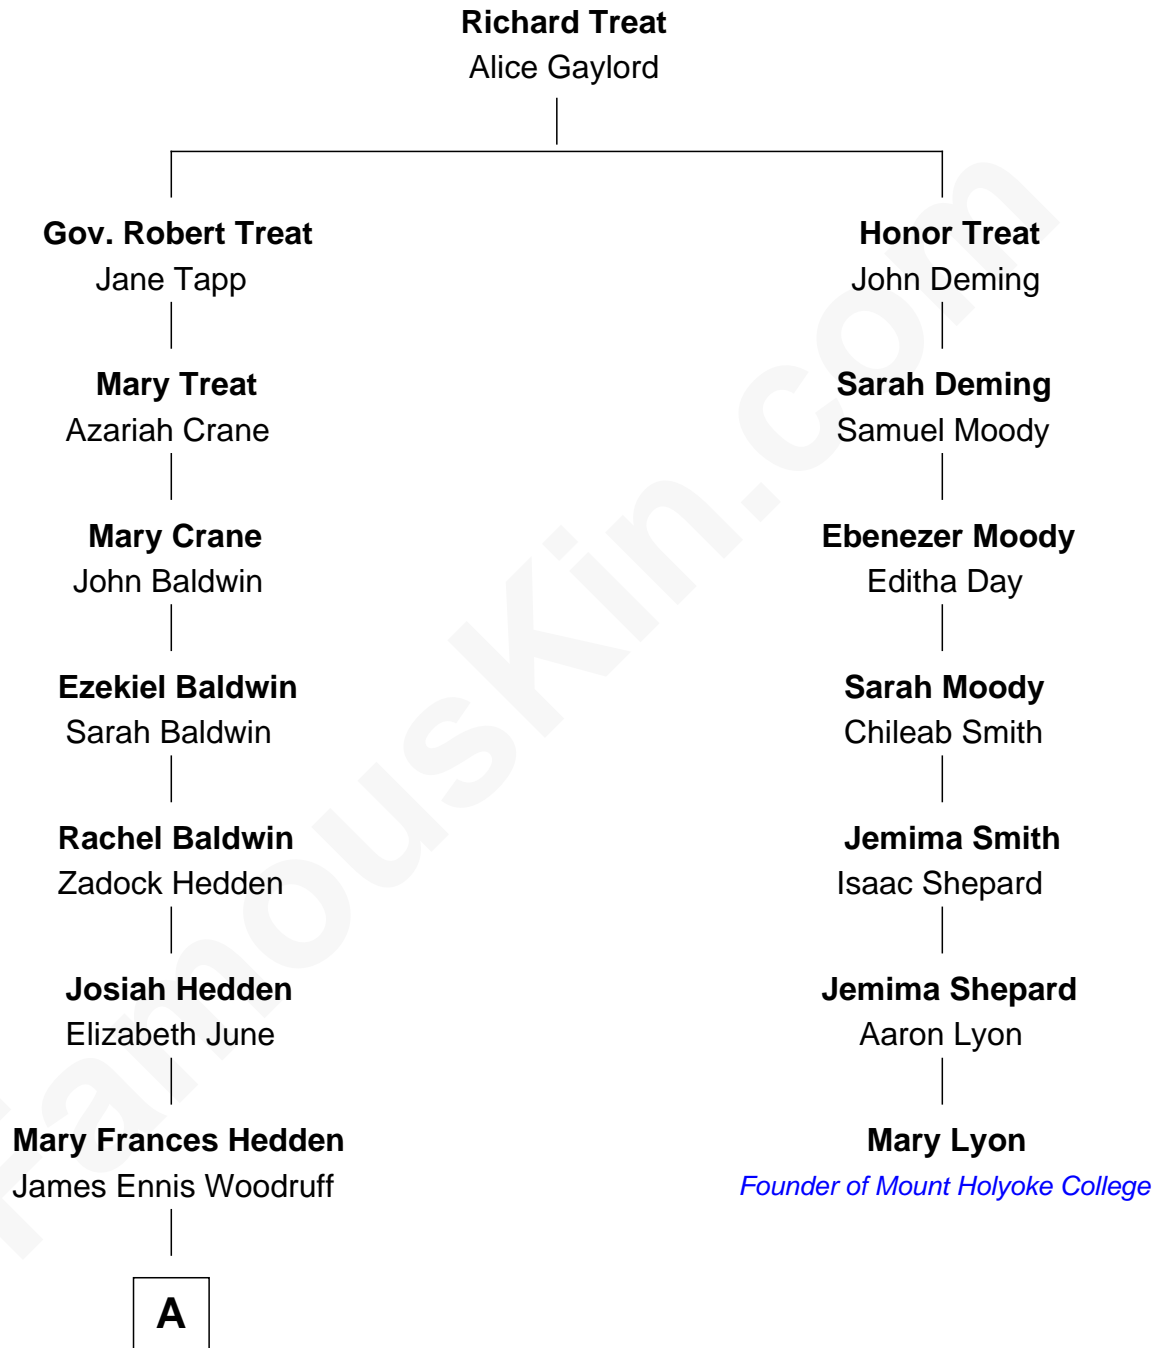 Richard Treat
Alice Gaylord
Gov. Robert Treat
Jane Tapp
Mary Treat
Azariah Crane
Mary Crane
John Baldwin
Ezekiel Baldwin
Sarah Baldwin
Rachel Baldwin
Zadock Hedden
Josiah Hedden
Elizabeth June
Mary Frances Hedden
James Ennis Woodruff
A
Honor Treat
John Deming
Sarah Deming
Samuel Moody
Ebenezer Moody
Editha Day
Sarah Moody
Chileab Smith
Jemima Smith
Isaac Shepard
Jemima Shepard
Aaron Lyon
Mary Lyon
Founder of Mount Holyoke College
FamousKin.com